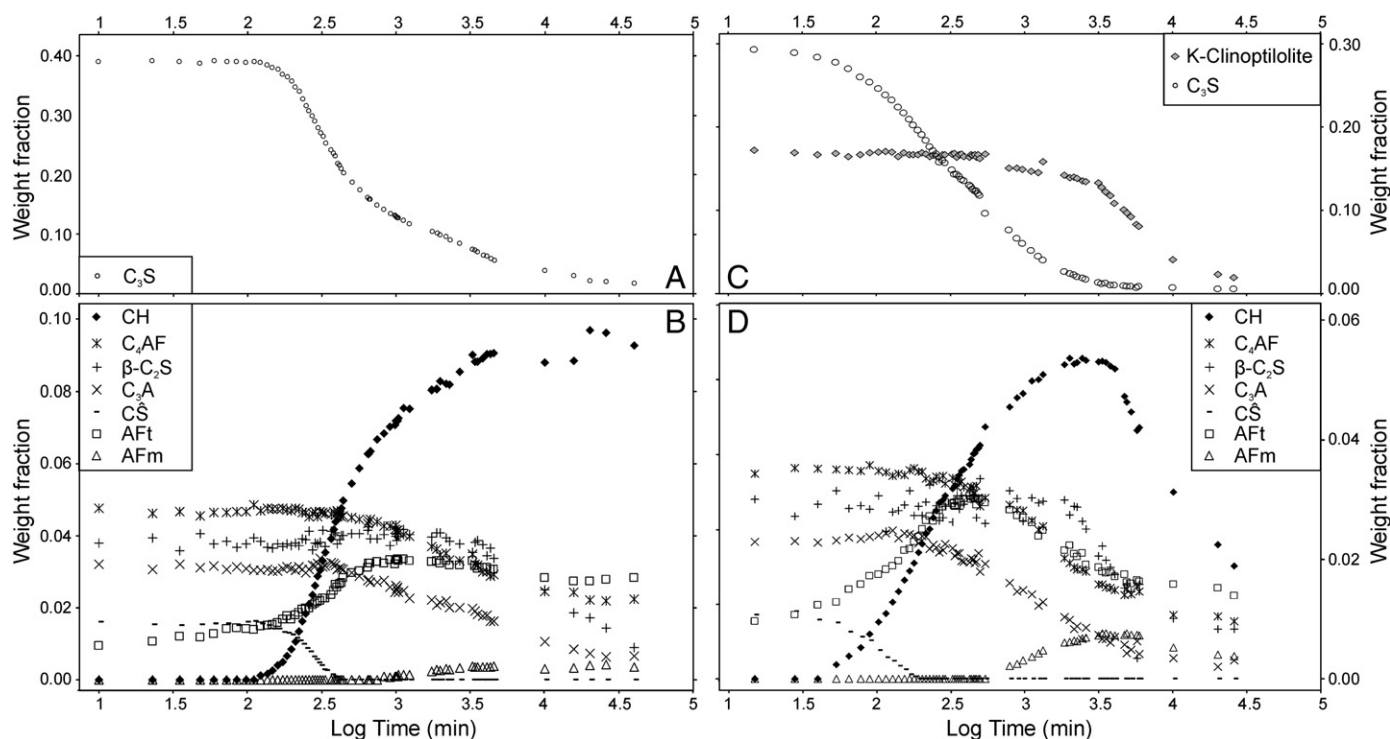 1 1.5 2 2.5 3 3.5 4 4.5 5
0.40
0.30
0.20
0.10
0.00
Weight fraction
C₃S
A
1 1.5 2 2.5 3 3.5 4 4.5 5
0.30
0.20
0.10
0.00
Weight fraction
Weight fraction
K-Clinoptilolite
C₃S
C
0.10
0.08
0.06
0.04
0.02
0.00
Weight fraction
CH
C₄AF
β-C₂S
C₃A
CŜ
AFt
AFm
B
1 1.5 2 2.5 3 3.5 4 4.5 5
Log Time (min)
D
CH
C₄AF
β-C₂S
C₃A
CŜ
AFt
AFm
0.06
0.04
0.02
0.00
Weight fraction
1 1.5 2 2.5 3 3.5 4 4.5 5
Log Time (min)